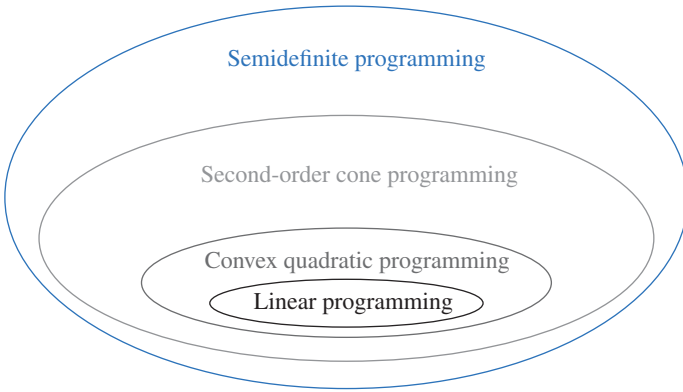 Semidefinite programming
Second-order cone programming
Convex quadratic programming
Linear programming